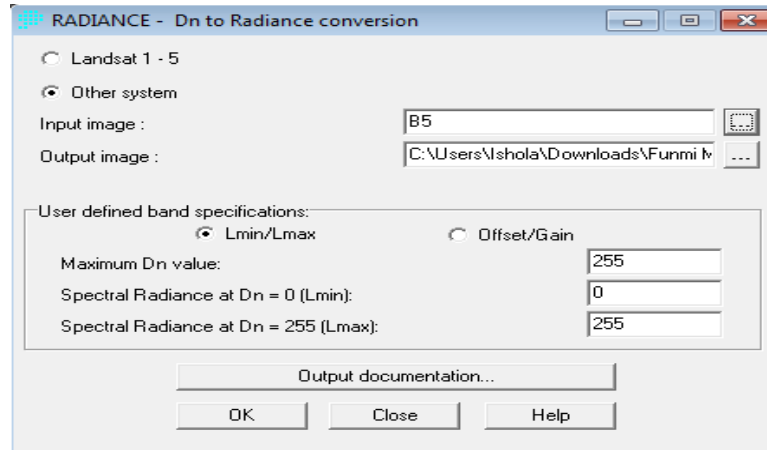 RADIANCE - Dn to Radiance conversion
Landsat 1 - 5
Other system
Input image : B5 ...
Output image : C:\Users\Ishola\Downloads\Funmi M ...
User defined band specifications:
Lmin/Lmax Offset/Gain
Maximum Dn value: 255
Spectral Radiance at Dn = 0 (Lmin): 0
Spectral Radiance at Dn = 255 (Lmax): 255
Output documentation...
OK Close Help